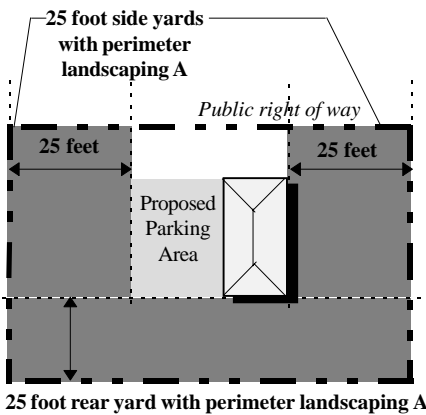 25 foot side yards
with perimeter
landscaping A
Public right of way
25 feet
25 feet
Proposed
Parking
Area
25 foot rear yard with perimeter landscaping A